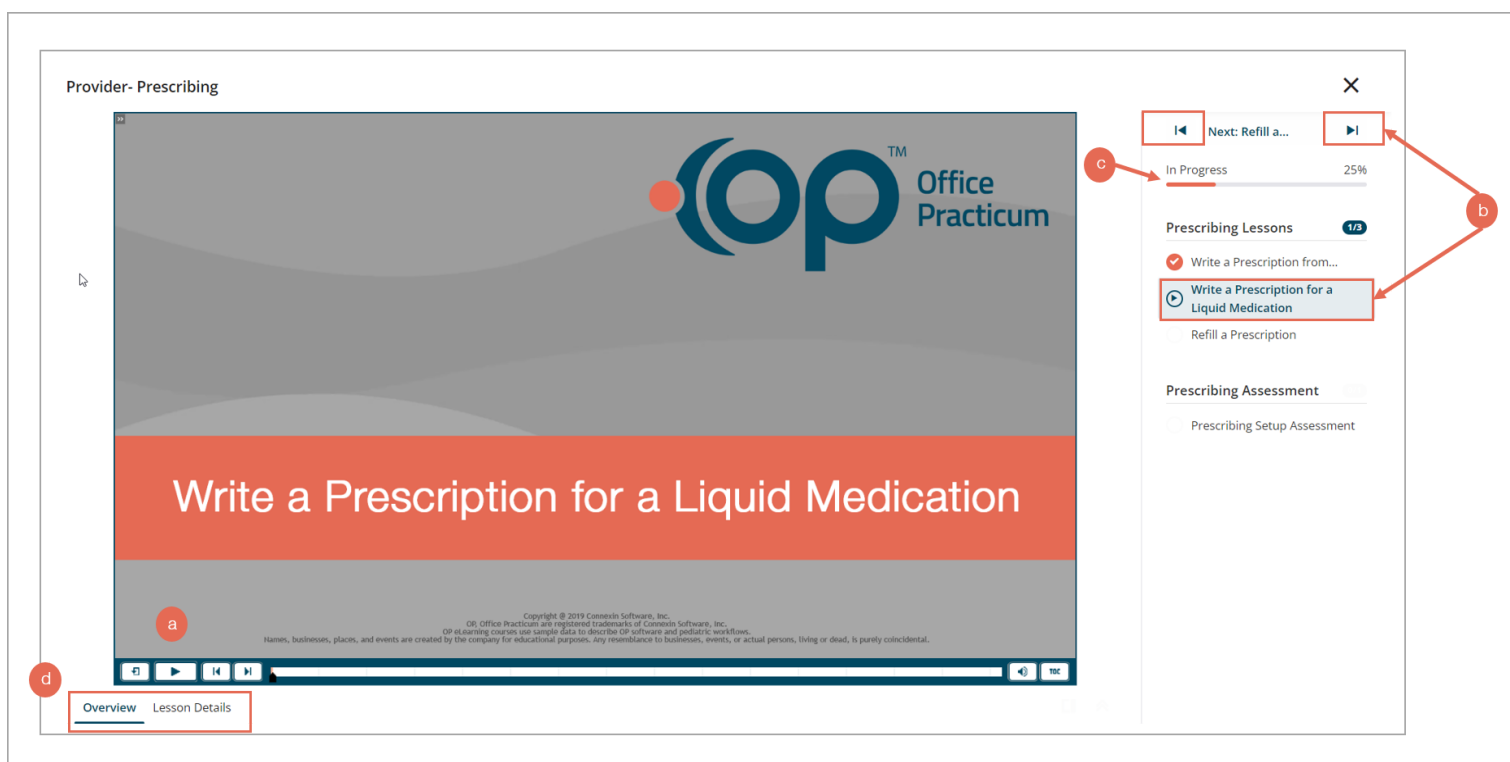 Provider- Prescribing
TM
Office
Practicum
Write a Prescription for a Liquid Medication
a
Copyright @ 2019 Connexin Software, Inc.
OP, Office Practicum are registered trademarks of Connexin Software, Inc.
OP eLearning courses use sample data to describe OP software and pediatric workflows.
Names, businesses, places, and events are created by the company for educational purposes. Any resemblance to businesses, events, or actual persons, living or dead, is purely coincidental.
TOC
d
Overview Lesson Details
Next: Refill a...
c
In Progress 25%
b
Prescribing Lessons 1/3
Write a Prescription from...
Write a Prescription for a
Liquid Medication
Refill a Prescription
Prescribing Assessment
Prescribing Setup Assessment